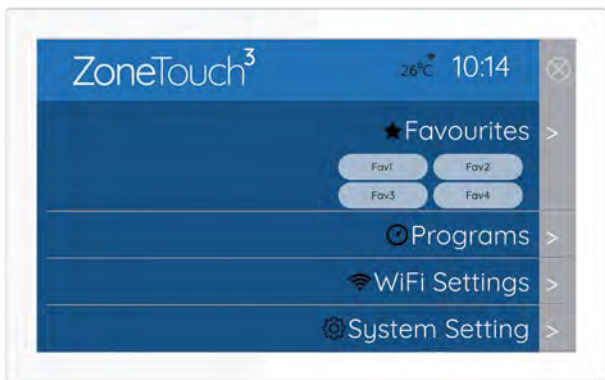 ZoneTouch³
26°C 10:14
Favourites >
Fav1 Fav2
Fav3 Fav4
Programs >
WiFi Settings >
System Setting >